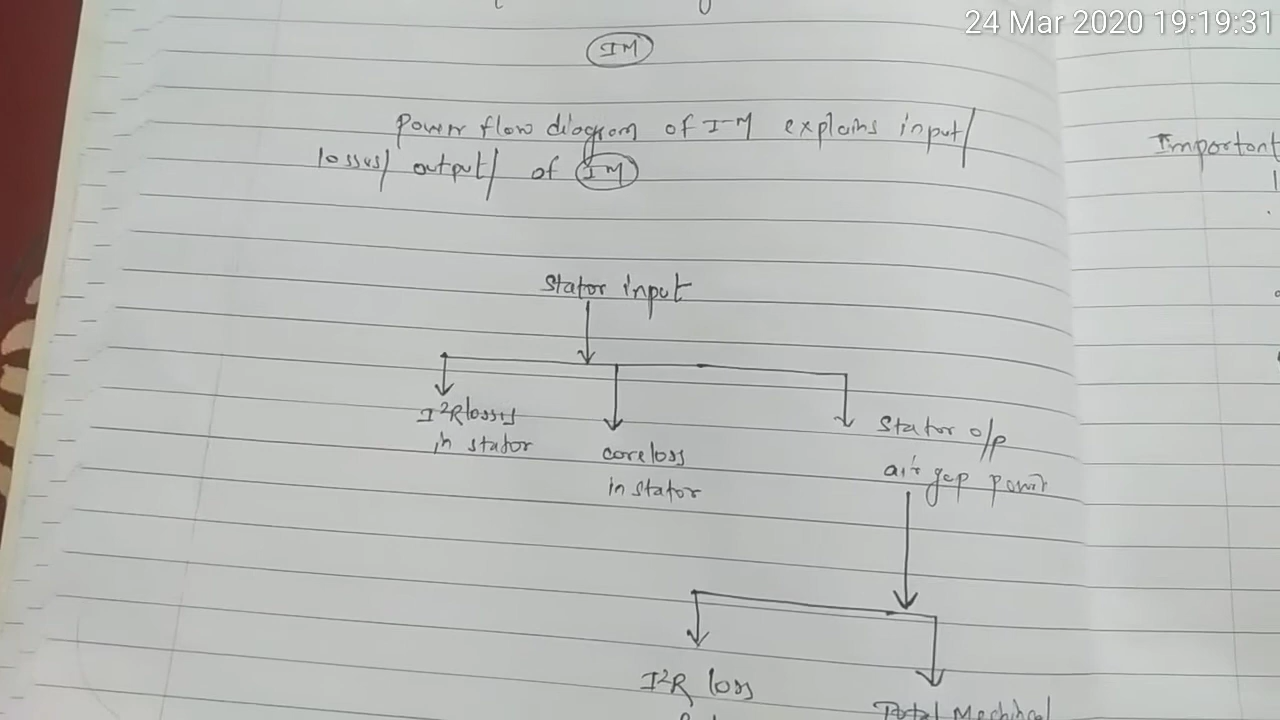 24 Mar 2020 19:19:31
IM
Power flow diagram of I-M explains input/
losses/ output/ of IM
Important
Stator input
I²R losses
in stator
core loss
in stator
Stator o/p
air gap power
I²R loss
Total Mechincal